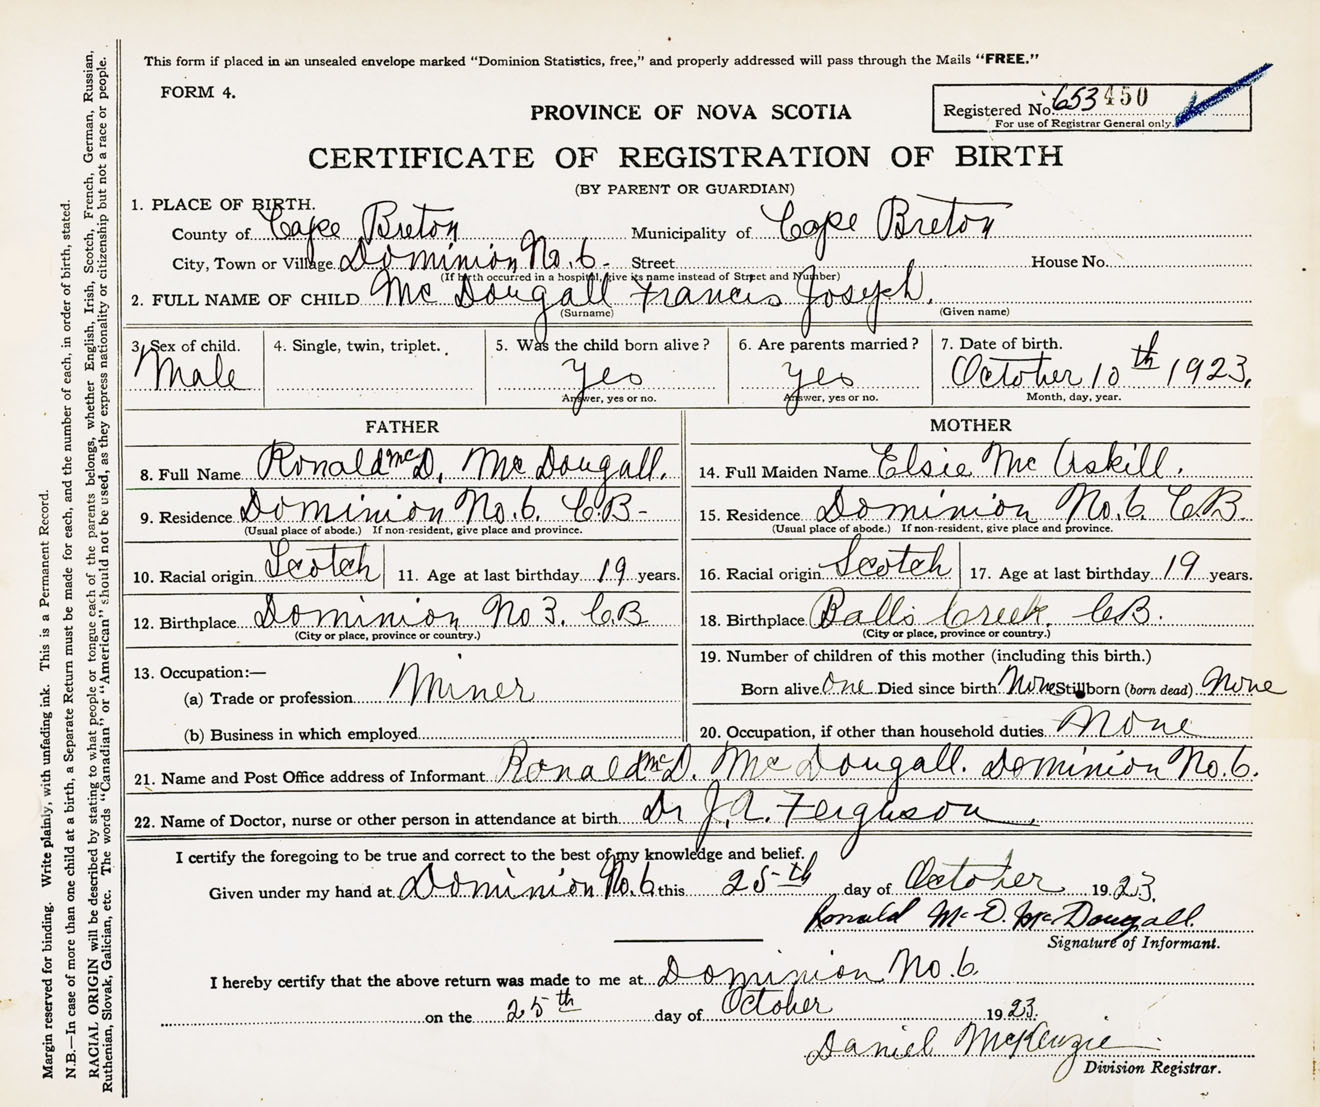 This form if placed in an unsealed envelope marked "Dominion Statistics, free," and properly addressed will pass through the Mails "FREE."
FORM 4.
PROVINCE OF NOVA SCOTIA
Registered No. 653450
For use of Registrar General only.
CERTIFICATE OF REGISTRATION OF BIRTH
(BY PARENT OR GUARDIAN)
1. PLACE OF BIRTH.
County of Cape Breton Municipality of Cape Breton
City, Town or Village Dominion No. 6. Street House No.
(If birth occurred in a hospital, give its name instead of Street and Number)
2. FULL NAME OF CHILD Mc Dougall Francis Joseph.
(Surname) (Given name)
3. Sex of child. 4. Single, twin, triplet. 5. Was the child born alive? 6. Are parents married? 7. Date of birth.
Male Yes Yes October 10th 1923.
Answer, yes or no. Answer, yes or no. Month, day, year.
FATHER MOTHER
8. Full Name Ronald McD. Mc Dougall. 14. Full Maiden Name Elsie Mc Askill.
9. Residence Dominion No. 6. C.B- 15. Residence Dominion No. 6. C.B.
(Usual place of abode.) If non-resident, give place and province. (Usual place of abode.) If non-resident, give place and province.
10. Racial origin Scotch 11. Age at last birthday 19 years. 16. Racial origin Scotch 17. Age at last birthday 19 years.
12. Birthplace Dominion No 3. C.B 18. Birthplace Balls Creek. C.B.
(City or place, province or country.) (City or place, province or country.)
13. Occupation:— 19. Number of children of this mother (including this birth.)
(a) Trade or profession Miner Born alive one Died since birth None Stillborn (born dead) None
(b) Business in which employed 20. Occupation, if other than household duties None
21. Name and Post Office address of Informant Ronald McD. Mc Dougall. Dominion No. 6.
22. Name of Doctor, nurse or other person in attendance at birth Dr J. A. Ferguson.
I certify the foregoing to be true and correct to the best of my knowledge and belief.
Given under my hand at Dominion No. 6 this 25th day of October 1923.
Ronald Mc D. Mc Dougall.
Signature of Informant.
I hereby certify that the above return was made to me at Dominion No. 6
on the 25th day of October 1923.
Daniel McKenzie.
Division Registrar.
Margin reserved for binding. Write plainly, with unfading ink. This is a Permanent Record.
N.B.—In case of more than one child at a birth, a Separate Return must be made for each, and the number of each, in order of birth, stated.
RACIAL ORIGIN will be described by stating to what people or tongue each of the parents belongs, whether English, Irish, Scotch, French, German, Russian,
Ruthenian, Slovak, Galician, etc. The words "Canadian" or "American" should not be used, as they express nationality or citizenship but not a race or people.